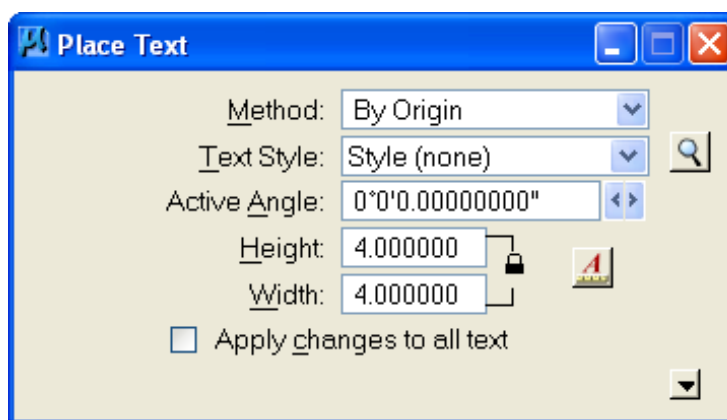 Place Text
Method: By Origin
Text Style: Style (none)
Active Angle: 0°0'0.00000000"
Height: 4.000000
Width: 4.000000
A
Apply changes to all text